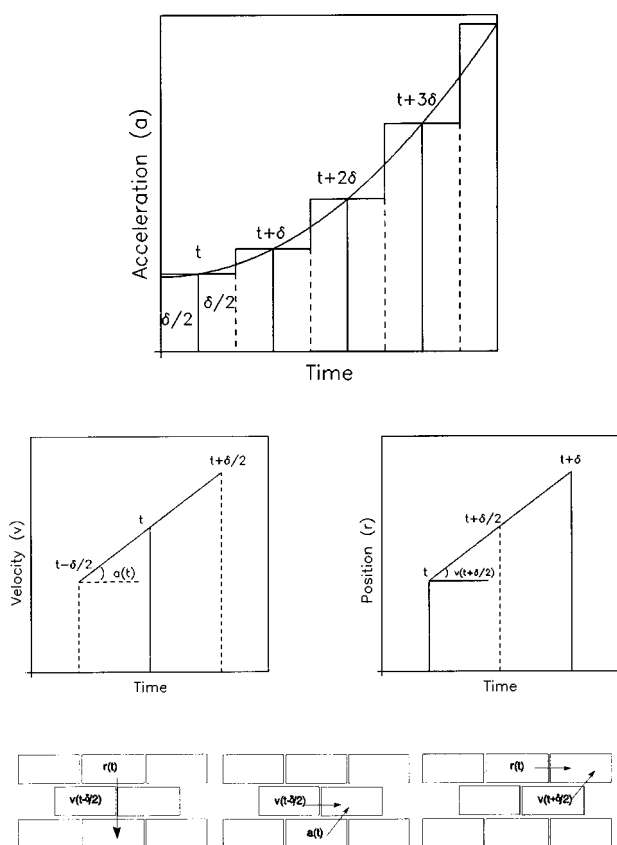 Acceleration (a)
t+3δ
t+2δ
t+δ
t
δ/2
δ/2
Time
Velocity (v)
t+δ/2
t
t−δ/2
a(t)
Time
Position (r)
t+δ
t+δ/2
t
v(t+δ/2)
Time
r(t)
v(t-δ/2)
v(t-δ/2)
a(t)
r(t)
v(t+δ/2)